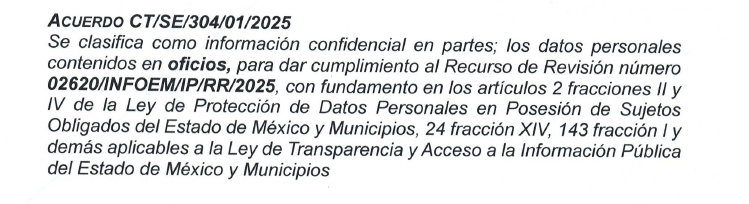 ACUERDO CT/SE/304/01/2025
Se clasifica como información confidencial en partes; los datos personales
contenidos en oficios, para dar cumplimiento al Recurso de Revisión número
02620/INFOEM/IP/RR/2025, con fundamento en los artículos 2 fracciones II y
IV de la Ley de Protección de Datos Personales en Posesión de Sujetos
Obligados del Estado de México y Municipios, 24 fracción XIV, 143 fracción I y
demás aplicables a la Ley de Transparencia y Acceso a la Información Pública
del Estado de México y Municipios